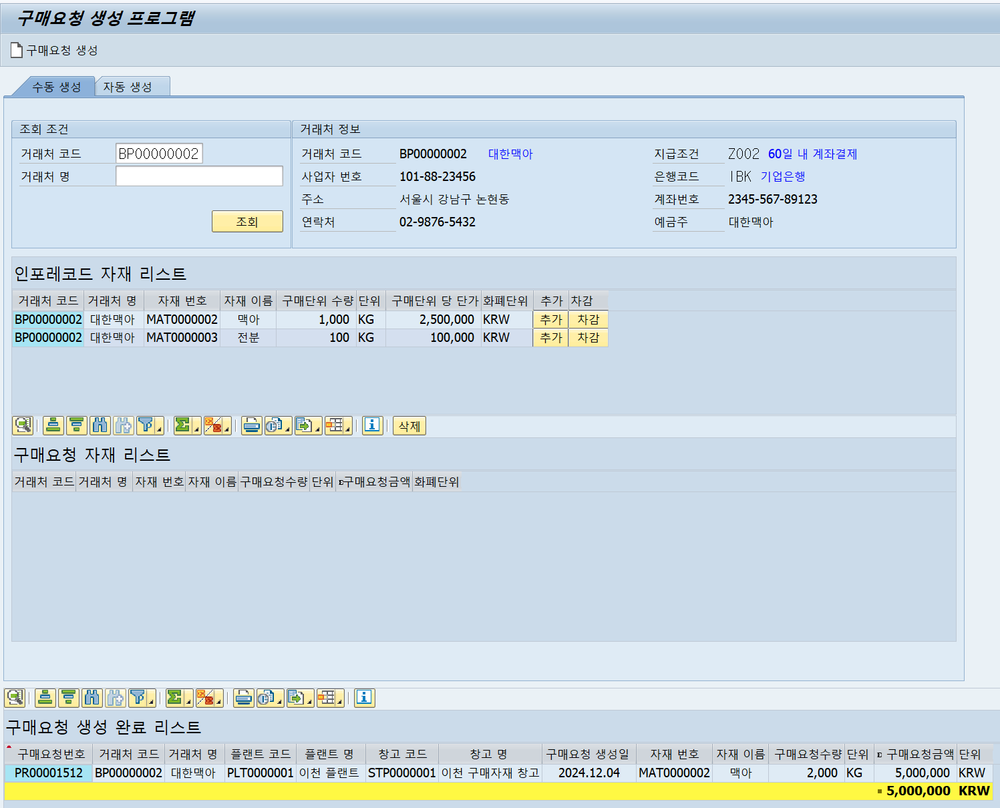 구매요청 생성 프로그램
구매요청 생성
수동 생성 자동 생성
조회 조건
거래처 코드 BP00000002
거래처 명
조회
거래처 정보
거래처 코드 BP00000002 대한맥아 지급조건 Z002 60일 내 계좌결제
사업자 번호 101-88-23456 은행코드 IBK 기업은행
주소 서울시 강남구 논현동 계좌번호 2345-567-89123
연락처 02-9876-5432 예금주 대한맥아
인포레코드 자재 리스트
거래처 코드 거래처 명 자재 번호 자재 이름 구매단위 수량 단위 구매단위 당 단가 화폐단위 추가 차감
BP00000002 대한맥아 MAT0000002 맥아 1,000 KG 2,500,000 KRW 추가 차감
BP00000002 대한맥아 MAT0000003 전분 100 KG 100,000 KRW 추가 차감
삭제
구매요청 자재 리스트
거래처 코드 거래처 명 자재 번호 자재 이름 구매요청수량 단위 구매요청금액 화폐단위
구매요청 생성 완료 리스트
구매요청번호 거래처 코드 거래처 명 플랜트 코드 플랜트 명 창고 코드 창고 명 구매요청 생성일 자재 번호 자재 이름 구매요청수량 단위 구매요청금액 단위
PR00001512 BP00000002 대한맥아 PLT0000001 이천 플랜트 STP0000001 이천 구매자재 창고 2024.12.04 MAT0000002 맥아 2,000 KG 5,000,000 KRW
5,000,000 KRW